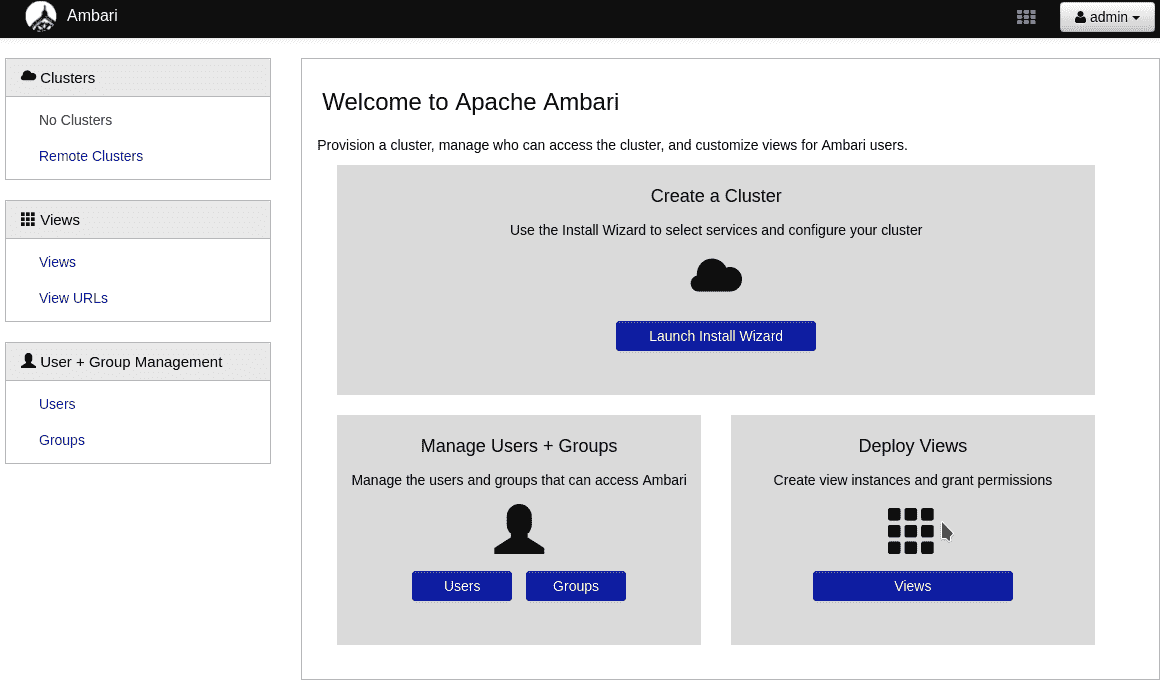 Ambari
admin
Clusters
No Clusters
Remote Clusters
Views
Views
View URLs
User + Group Management
Users
Groups
Welcome to Apache Ambari
Provision a cluster, manage who can access the cluster, and customize views for Ambari users.
Create a Cluster
Use the Install Wizard to select services and configure your cluster
Launch Install Wizard
Manage Users + Groups
Manage the users and groups that can access Ambari
Users Groups
Deploy Views
Create view instances and grant permissions
Views